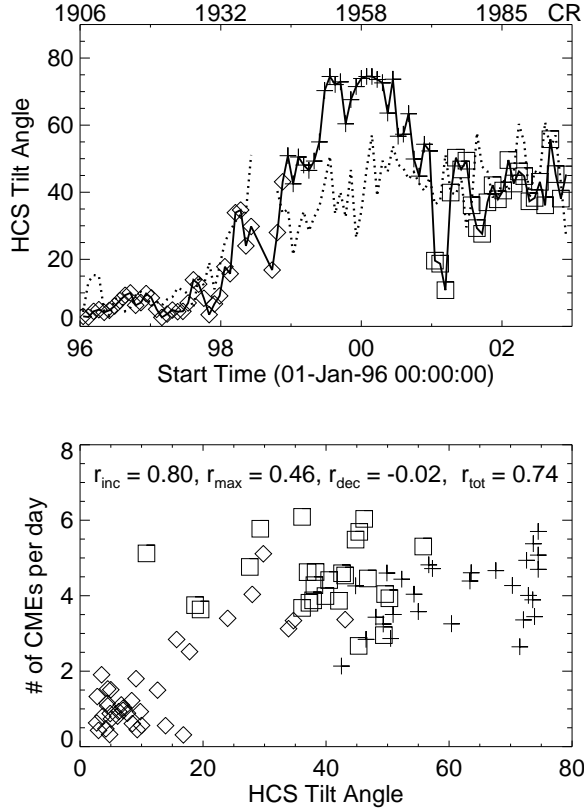 1906 1932 1958 1985 CR
80
60
40
20
0
HCS Tilt Angle
96 98 00 02
Start Time (01-Jan-96 00:00:00)
8
6
4
2
0
# of CMEs per day
r_inc = 0.80, r_max = 0.46, r_dec = -0.02, r_tot = 0.74
0 20 40 60 80
HCS Tilt Angle